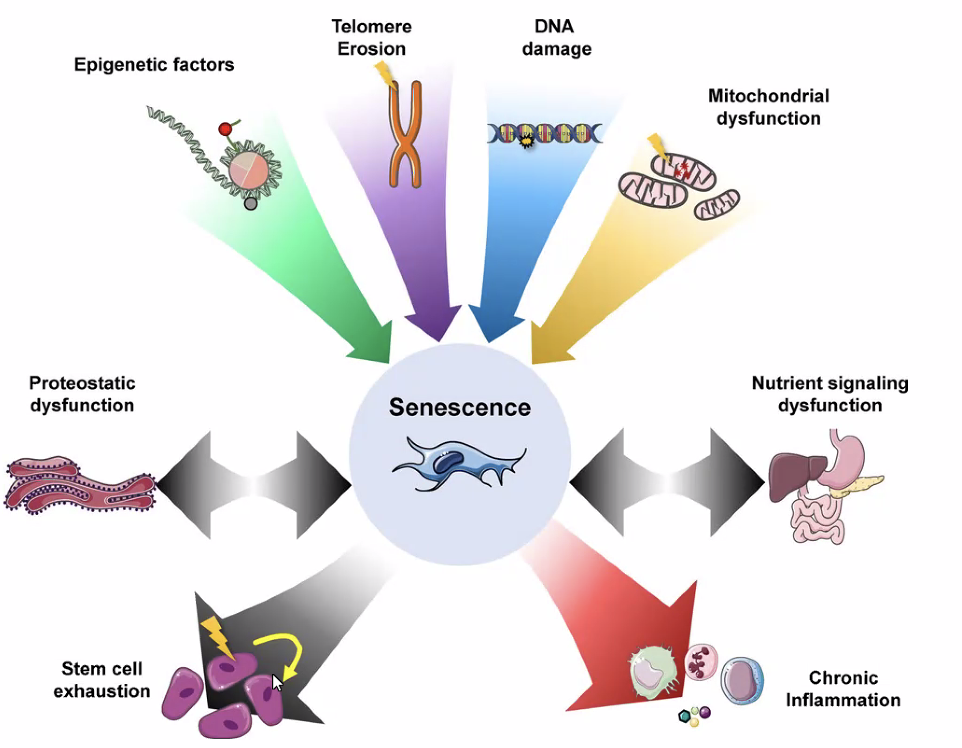 Telomere
Erosion
DNA
damage
Epigenetic factors
Mitochondrial
dysfunction
Proteostatic
dysfunction
Senescence
Nutrient signaling
dysfunction
Stem cell
exhaustion
Chronic
Inflammation